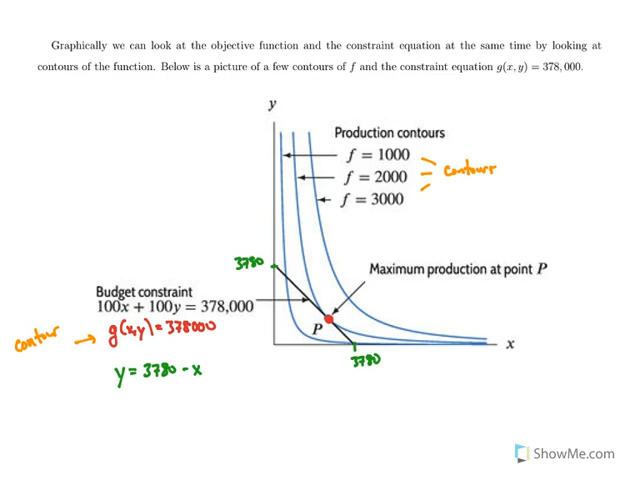 Graphically we can look at the objective function and the constraint equation at the same time by looking at
contours of the function. Below is a picture of a few contours of f and the constraint equation g(x, y) = 378, 000.
y
Production contours
f = 1000
f = 2000
contours
f = 3000
3780
Maximum production at point P
Budget constraint
100x + 100y = 378,000
P
contour → g(x,y)=378000
x
3780
y = 3780 - x
ShowMe.com